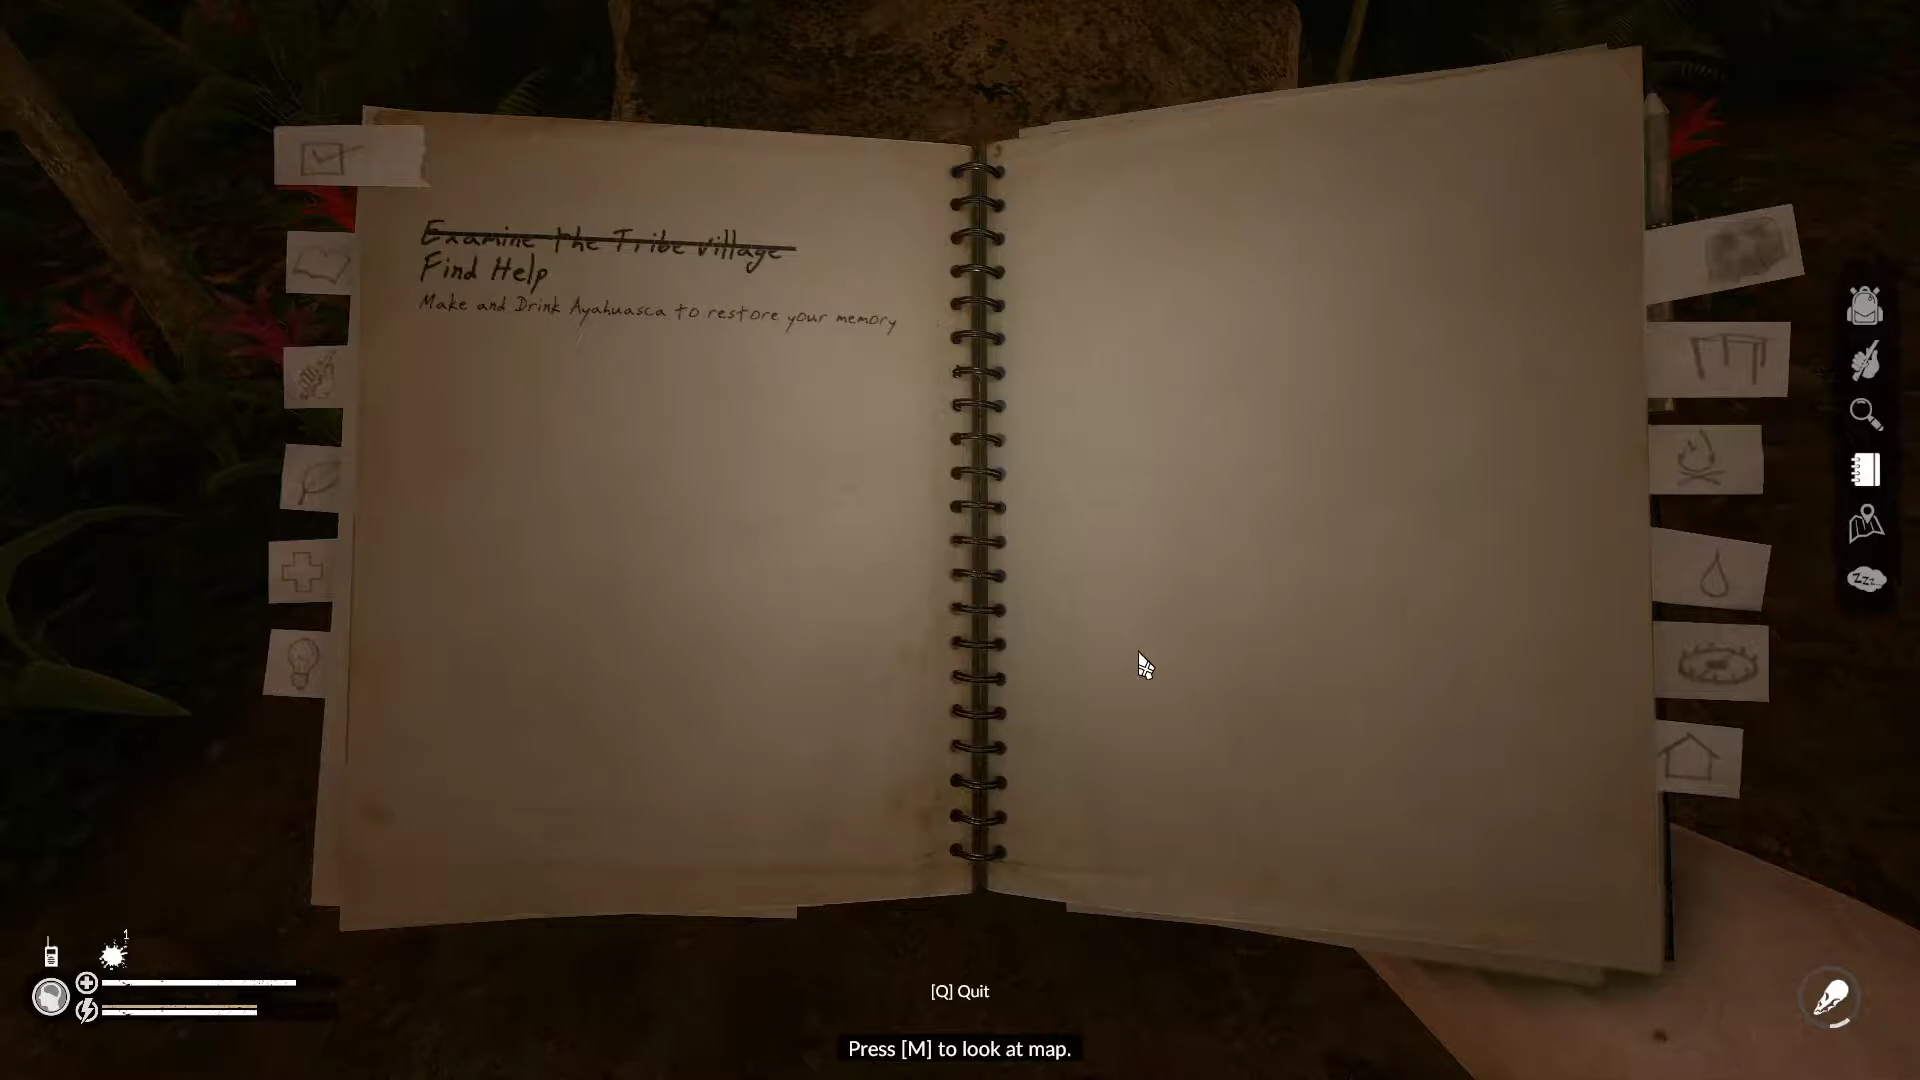 Examine the Tribe Village
Find Help
Make and Drink Ayahuasca to restore your memory
Zzz..
1
[Q] Quit
Press [M] to look at map.